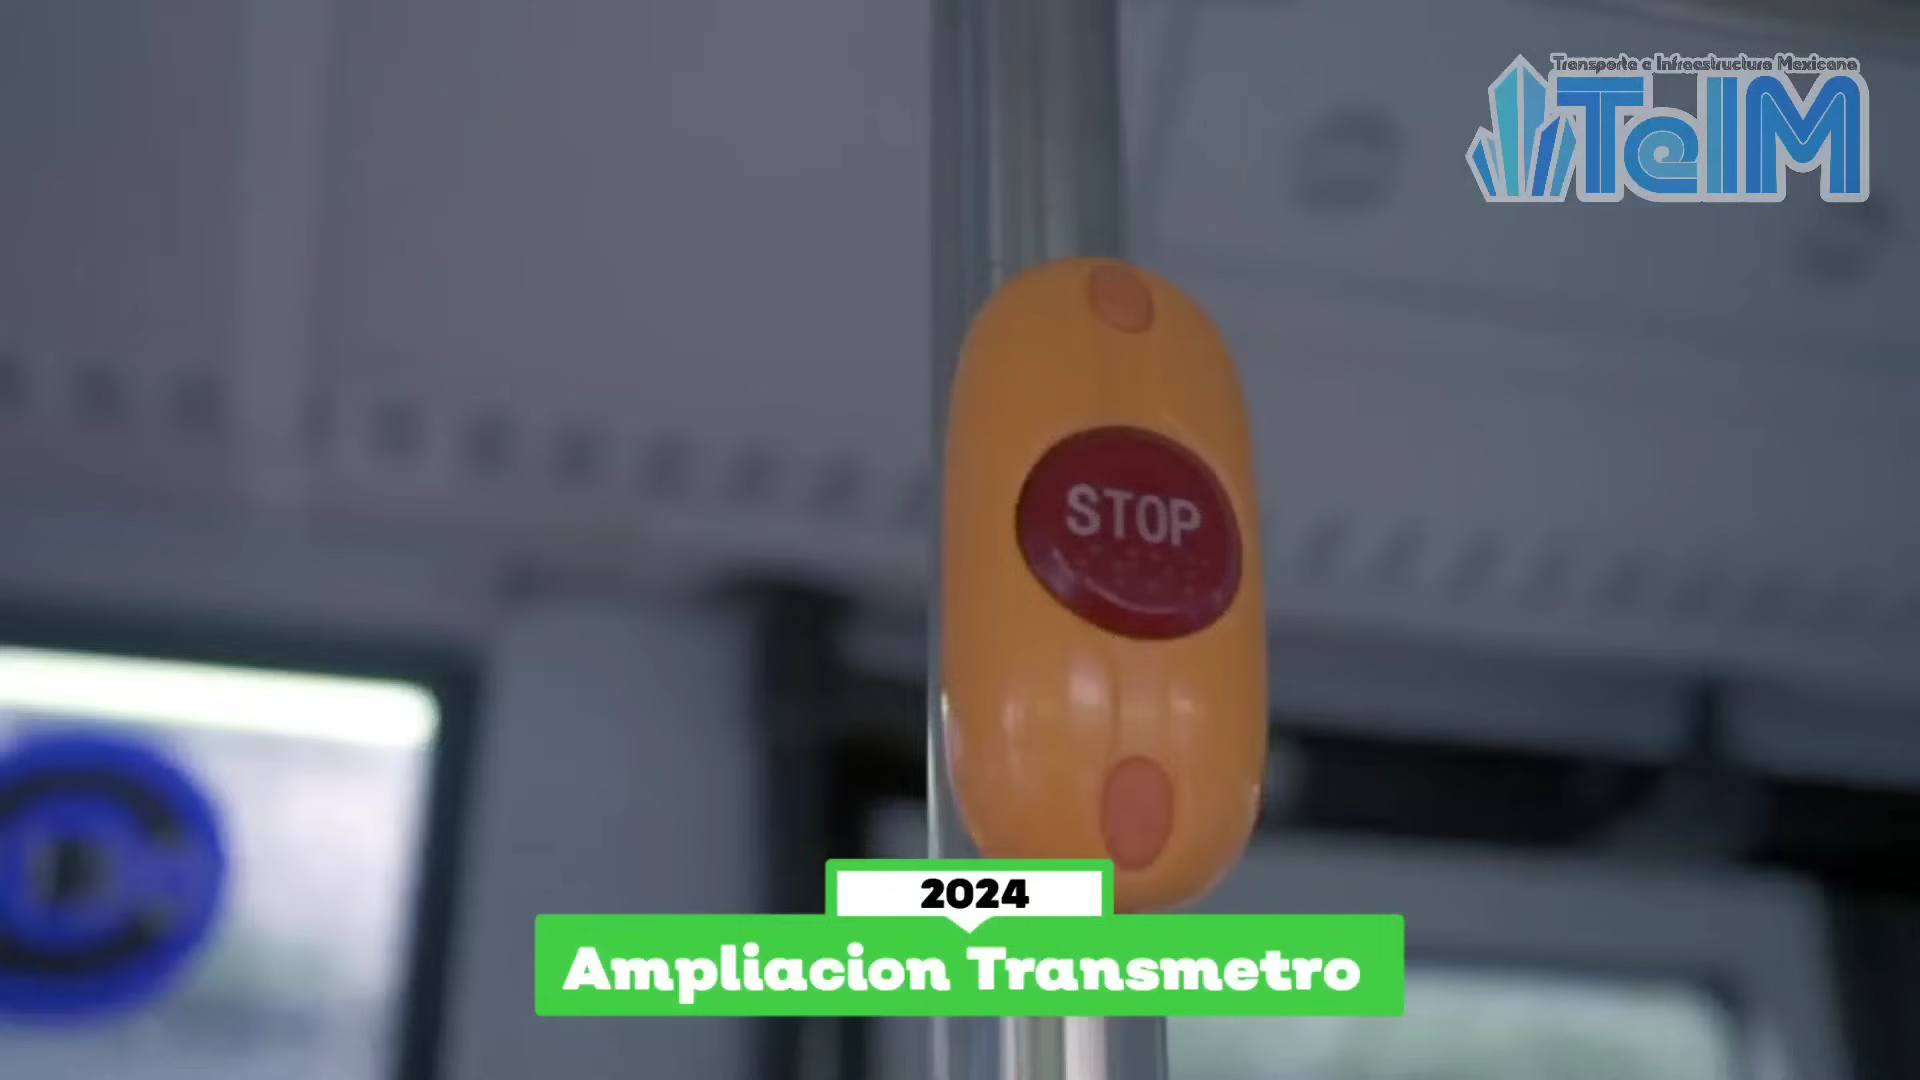 Transporte e Infraestructura Mexicana
TeIM
STOP
2024
Ampliacion Transmetro